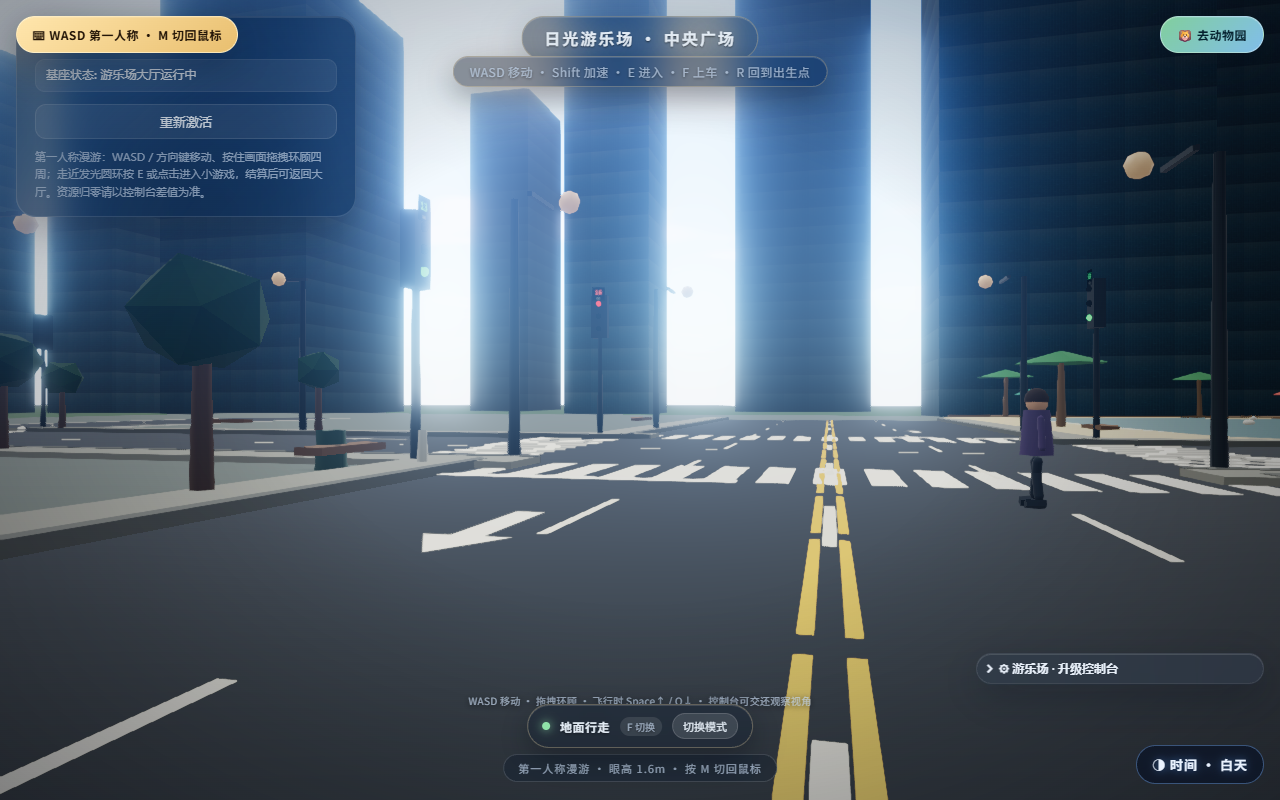 ⌨ WASD 第一人称 · M 切回鼠标
基座状态: 游乐场大厅运行中
重新激活
第一人称漫游：WASD / 方向键移动、按住画面拖拽环顾四
周；走近发光圆环按 E 或点击进入小游戏，结算后可返回大
厅。资源归零请以控制台差值为准。
日光游乐场 · 中央广场
WASD 移动 · Shift 加速 · E 进入 · F 上车 · R 回到出生点
🦁 去动物园
⚙ 游乐场 · 升级控制台
WASD 移动 · 拖拽环顾 · 飞行时 Space↑ / Q↓ · 控制台可交还观察视角
地面行走 F 切换 切换模式
第一人称漫游 · 眼高 1.6m · 按 M 切回鼠标
时间 · 白天